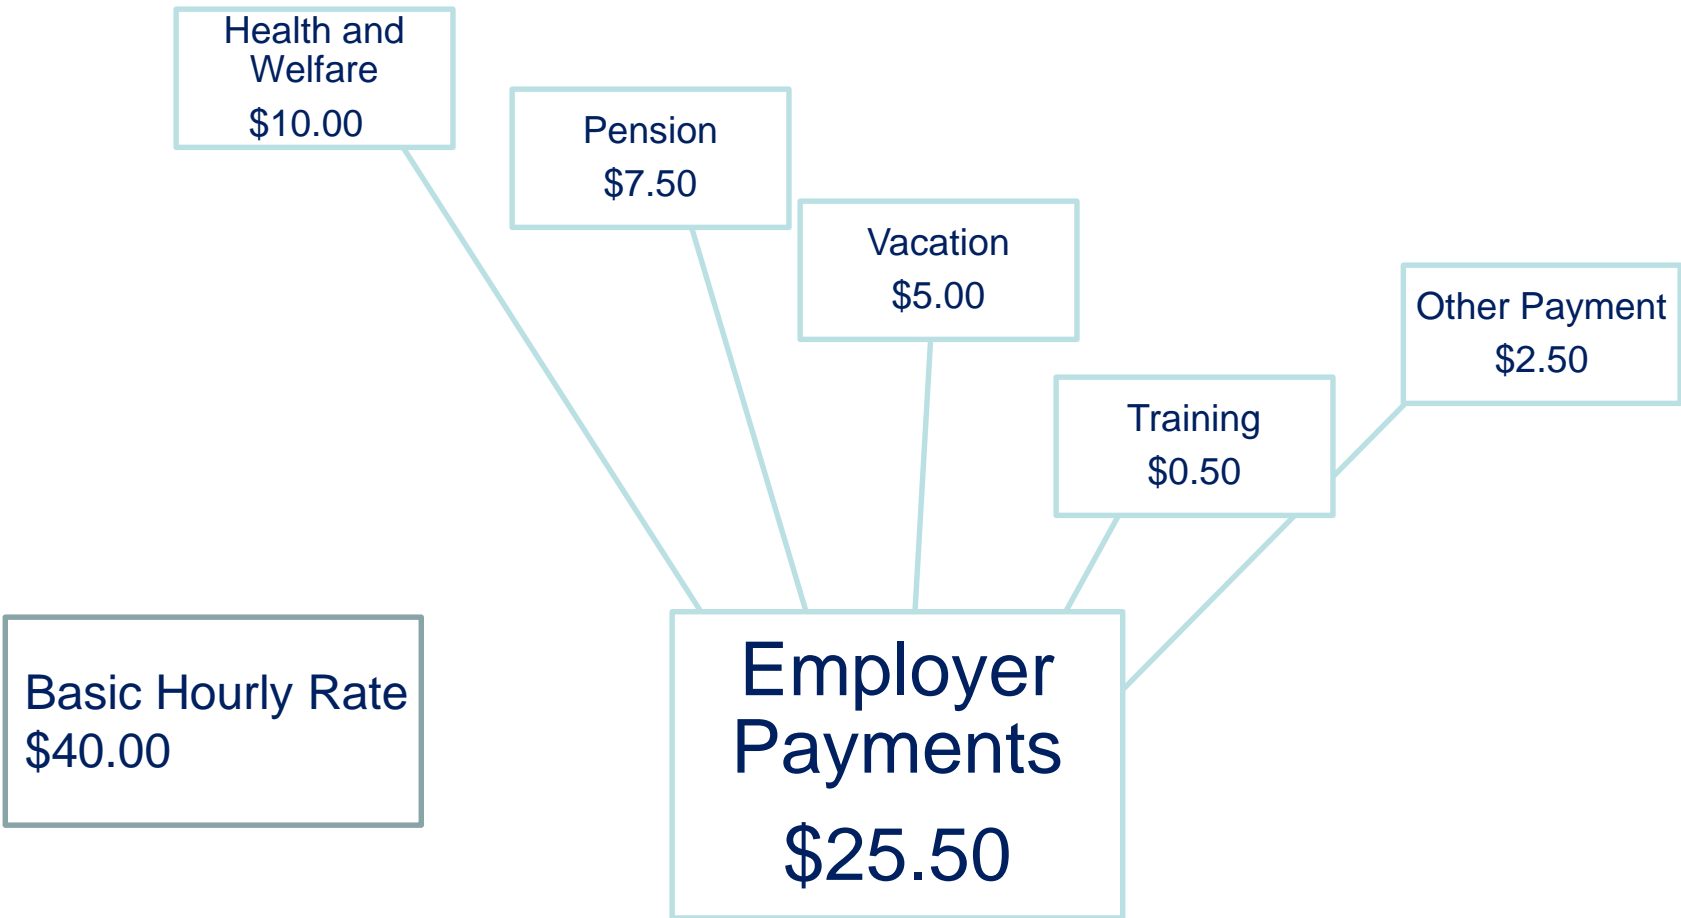 Health and
Welfare
$10.00
Pension
$7.50
Vacation
$5.00
Other Payment
$2.50
Training
$0.50
Basic Hourly Rate
$40.00
Employer
Payments
$25.50